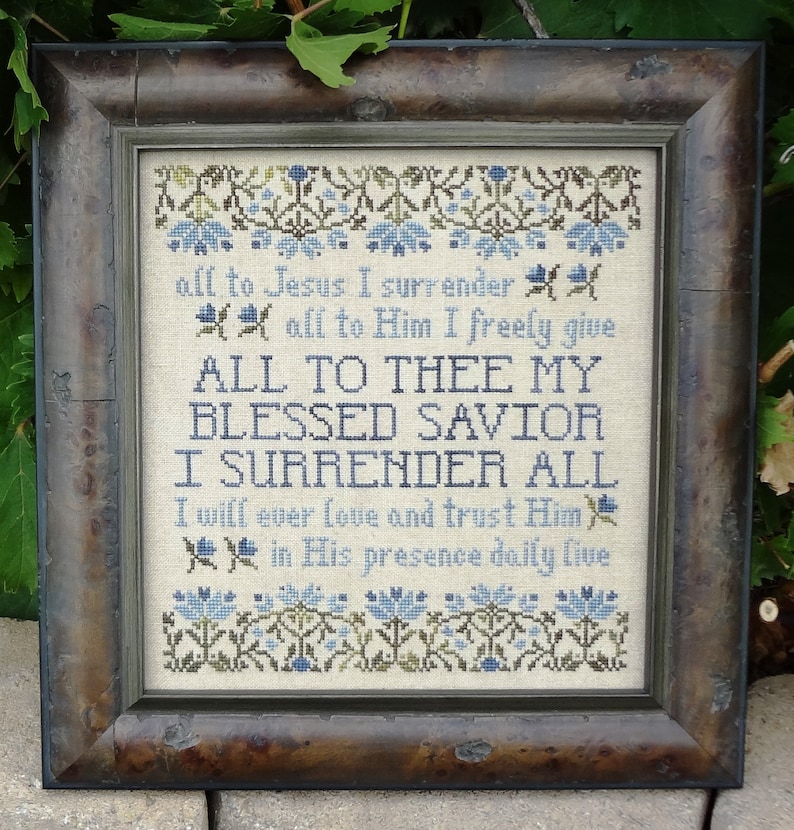 all to Jesus I surrender
all to Him I freely give
ALL TO THEE MY
BLESSED SAVIOR
I SURRENDER ALL
I will ever love and trust Him
in His presence daily live